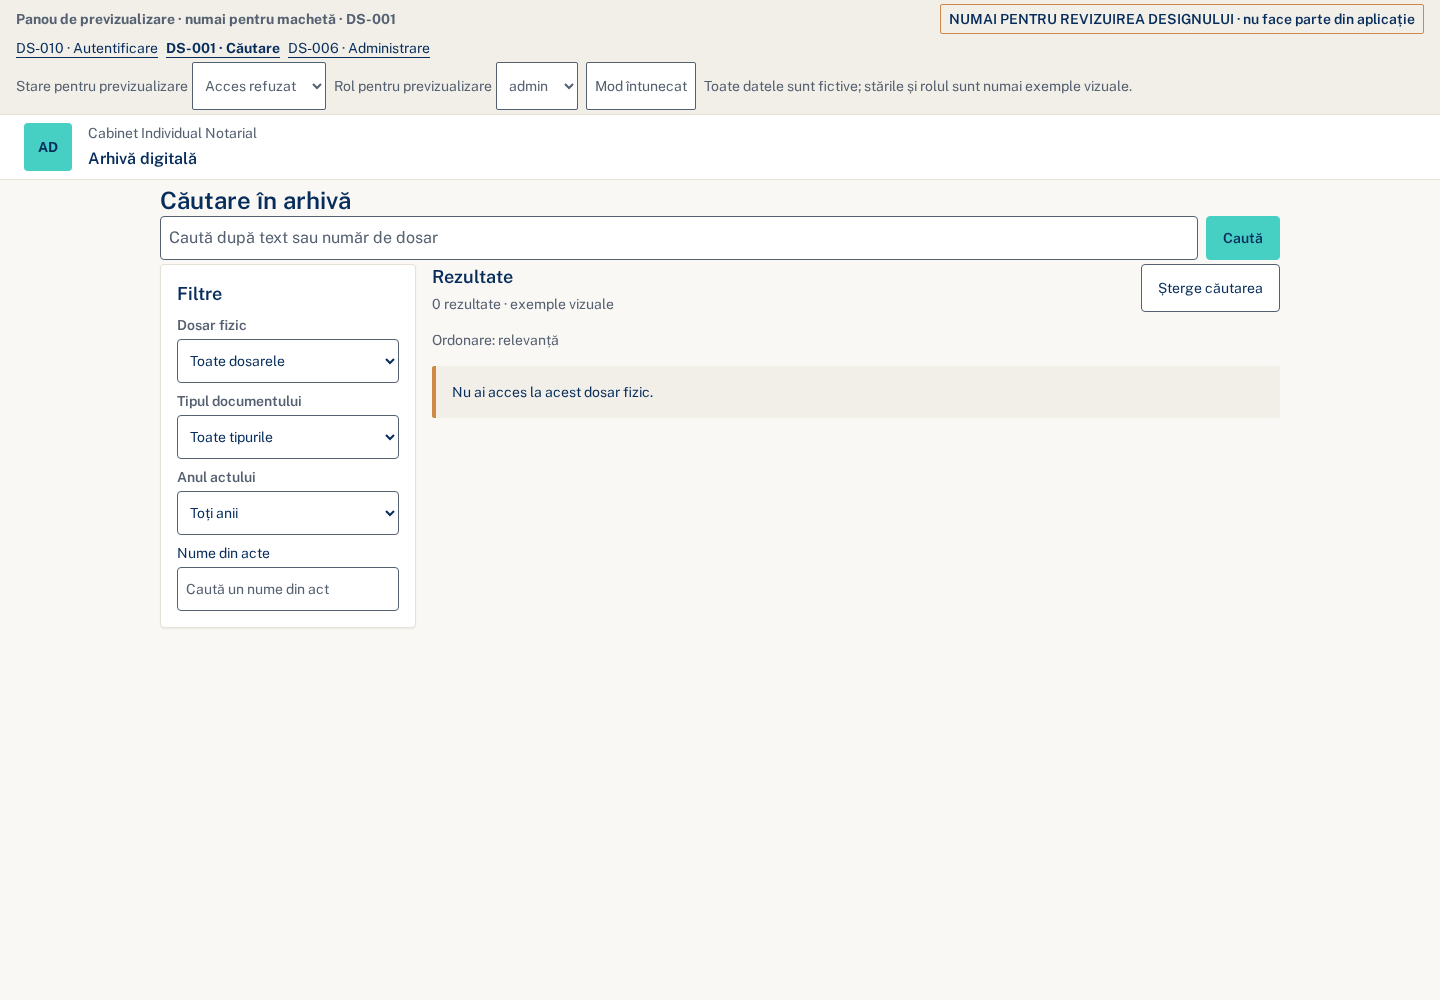 Panou de previzualizare · numai pentru machetă · DS-001
NUMAI PENTRU REVIZUIREA DESIGNULUI · nu face parte din aplicație
DS-010 · Autentificare DS-001 · Căutare DS-006 · Administrare
Stare pentru previzualizare Acces refuzat Rol pentru previzualizare admin Mod întunecat Toate datele sunt fictive; stările și rolul sunt numai exemple vizuale.
AD
Cabinet Individual Notarial
Arhivă digitală
Căutare în arhivă
Caută după text sau număr de dosar
Caută
Filtre
Dosar fizic
Toate dosarele
Tipul documentului
Toate tipurile
Anul actului
Toți anii
Nume din acte
Caută un nume din act
Rezultate
0 rezultate · exemple vizuale
Șterge căutarea
Ordonare: relevanță
Nu ai acces la acest dosar fizic.